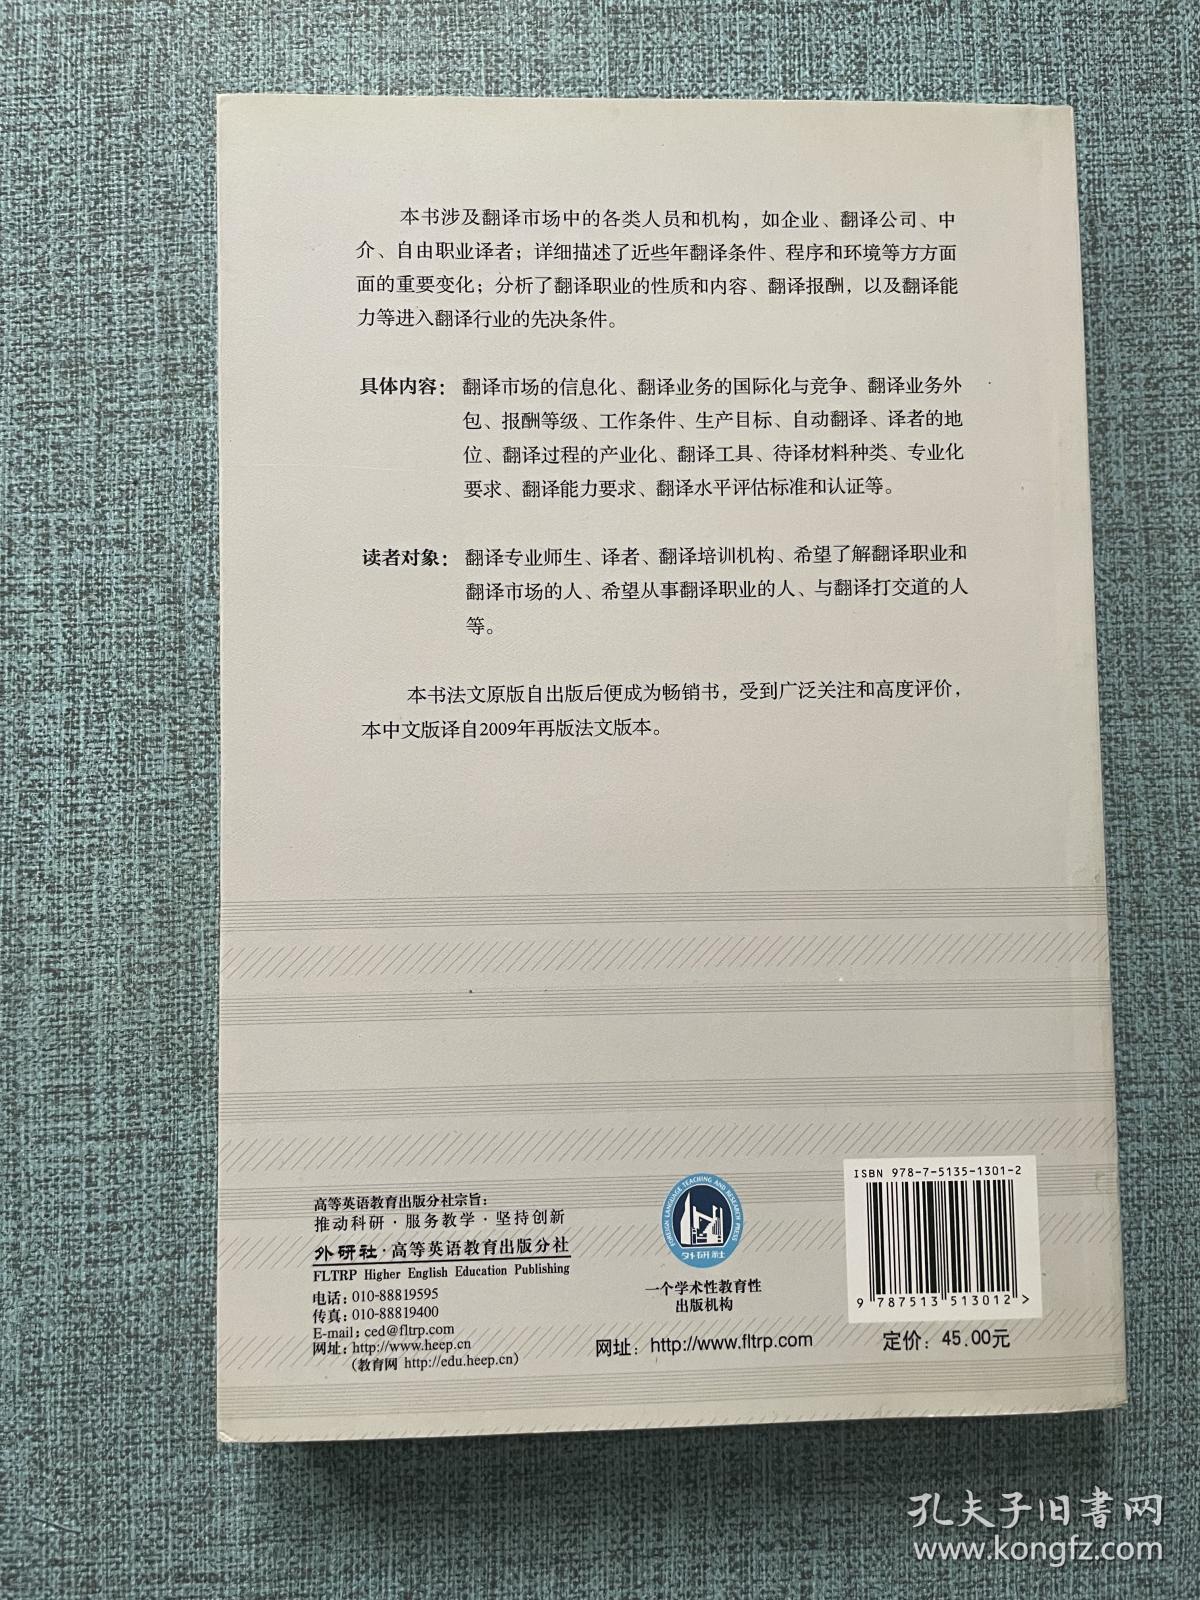 本书涉及翻译市场中的各类人员和机构，如企业、翻译公司、中
介、自由职业译者；详细描述了近些年翻译条件、程序和环境等方方面
面的重要变化；分析了翻译职业的性质和内容、翻译报酬，以及翻译能
力等进入翻译行业的先决条件。
具体内容：翻译市场的信息化、翻译业务的国际化与竞争、翻译业务外
包、报酬等级、工作条件、生产目标、自动翻译、译者的地
位、翻译过程的产业化、翻译工具、待译材料种类、专业化
要求、翻译能力要求、翻译水平评估标准和认证等。
读者对象：翻译专业师生、译者、翻译培训机构、希望了解翻译职业和
翻译市场的人、希望从事翻译职业的人、与翻译打交道的人
等。
本书法文原版自出版后便成为畅销书，受到广泛关注和高度评价，
本中文版译自2009年再版法文版本。
高等英语教育出版分社宗旨：
推动科研·服务教学·坚持创新
外研社·高等英语教育出版分社
FLTRP Higher English Education Publishing
电话：010-88819595
传真：010-88819400
E-mail：ced@fltrp.com
网址：http://www.heep.cn
（教育网 http://edu.heep.cn）
FOREIGN LANGUAGE TEACHING AND RESEARCH PRESS
外研社
一个学术性教育性
出版机构
网址：http://www.fltrp.com
ISBN 978-7-5135-1301-2
9 787513 513012 >
定价：45.00元
孔夫子旧書网
www.kongfz.com